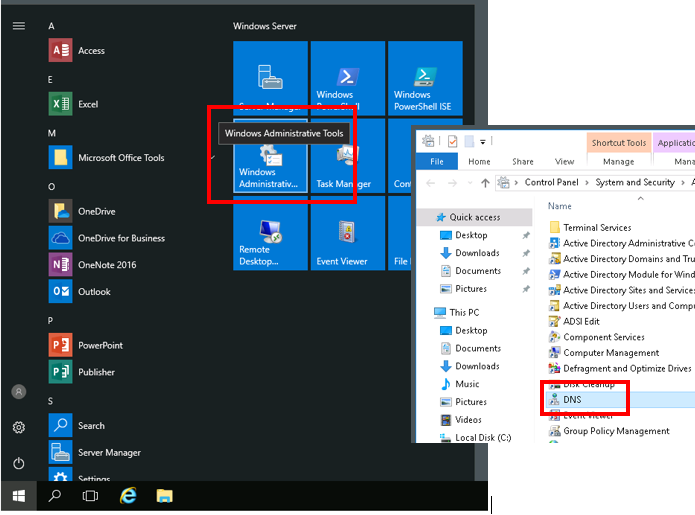 A
Access
E
Excel
M
Microsoft Office Tools
O
OneDrive
OneDrive for Business
OneNote 2016
Outlook
P
PowerPoint
Publisher
S
Search
Server Manager
Settings
Windows Server
Server Manager
Windows
PowerShell
Windows
PowerShell ISE
Windows Administrative Tools
Windows
Administrativ...
Task Manager
Cont
Remote
Desktop...
Event Viewer
File
Shortcut Tools
Application
File
Home
Share
View
Manage
Mana
Control Panel
System and Security
A
Quick access
Desktop
Downloads
Documents
Pictures
This PC
Desktop
Documents
Downloads
Music
Pictures
Videos
Local Disk (C:)
Name
Terminal Services
Active Directory Administrative C
Active Directory Domains and Tru
Active Directory Module for Wind
Active Directory Sites and Services
Active Directory Users and Compu
ADSI Edit
Component Services
Computer Management
Defragment and Optimize Drives
Disk Cleanup
DNS
Event Viewer
Group Policy Management